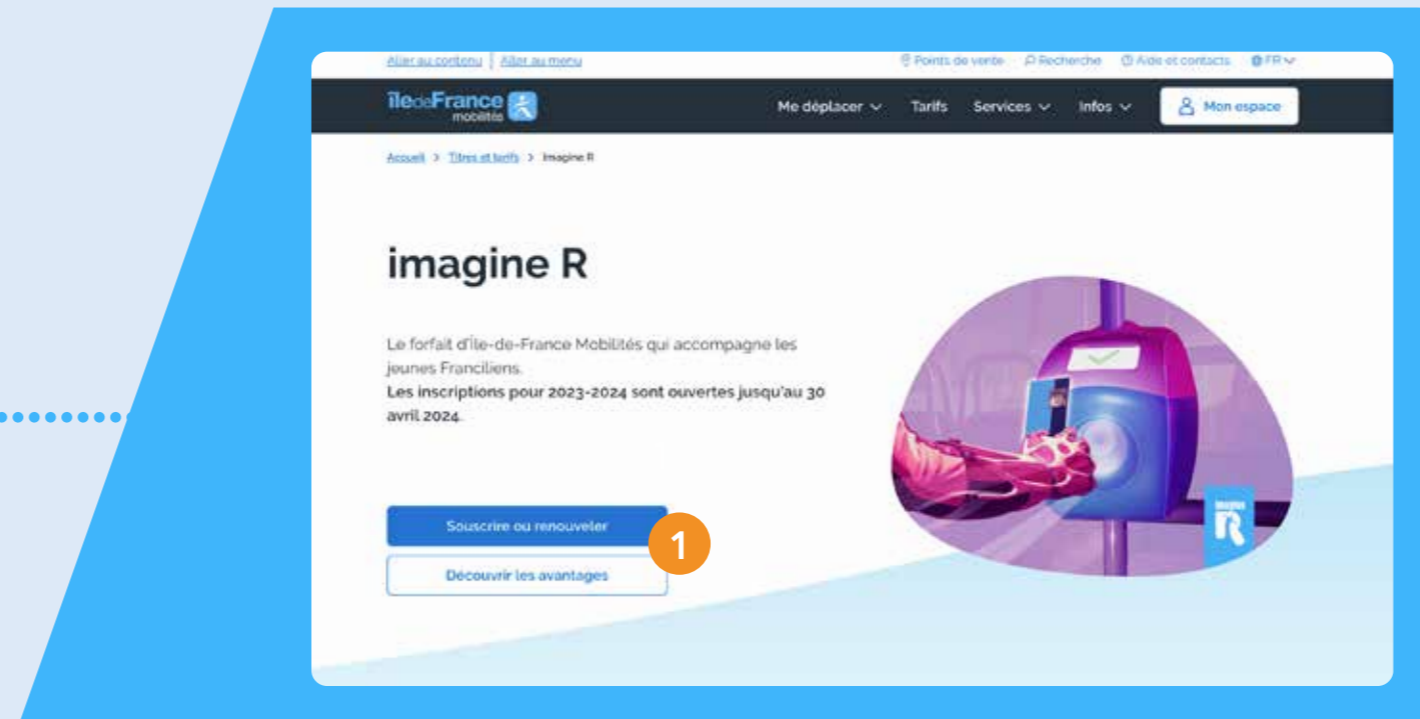 Aller au contenu | Aller au menu
Points de vente Recherche Aide et contacts FR
îledeFrance
mobilités
Me déplacer Tarifs Services Infos Mon espace
Accueil > Titres et tarifs > Imagine R
imagine R
Le forfait d'Île-de-France Mobilités qui accompagne les
jeunes Franciliens.
Les inscriptions pour 2023-2024 sont ouvertes jusqu'au 30
avril 2024.
Souscrire ou renouveler
1
Découvrir les avantages
imagine
R